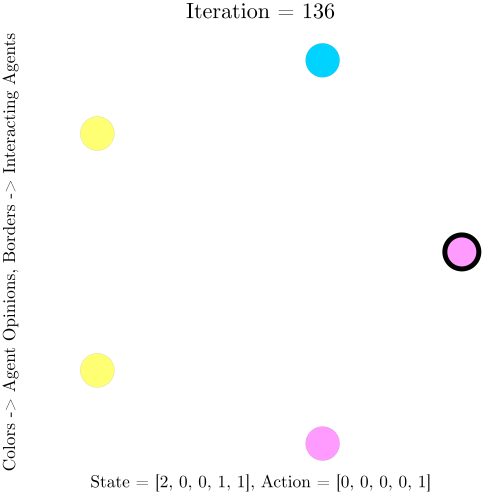 Iteration = 136
Colors -> Agent Opinions, Borders -> Interacting Agents
State = [2, 0, 0, 1, 1], Action = [0, 0, 0, 0, 1]